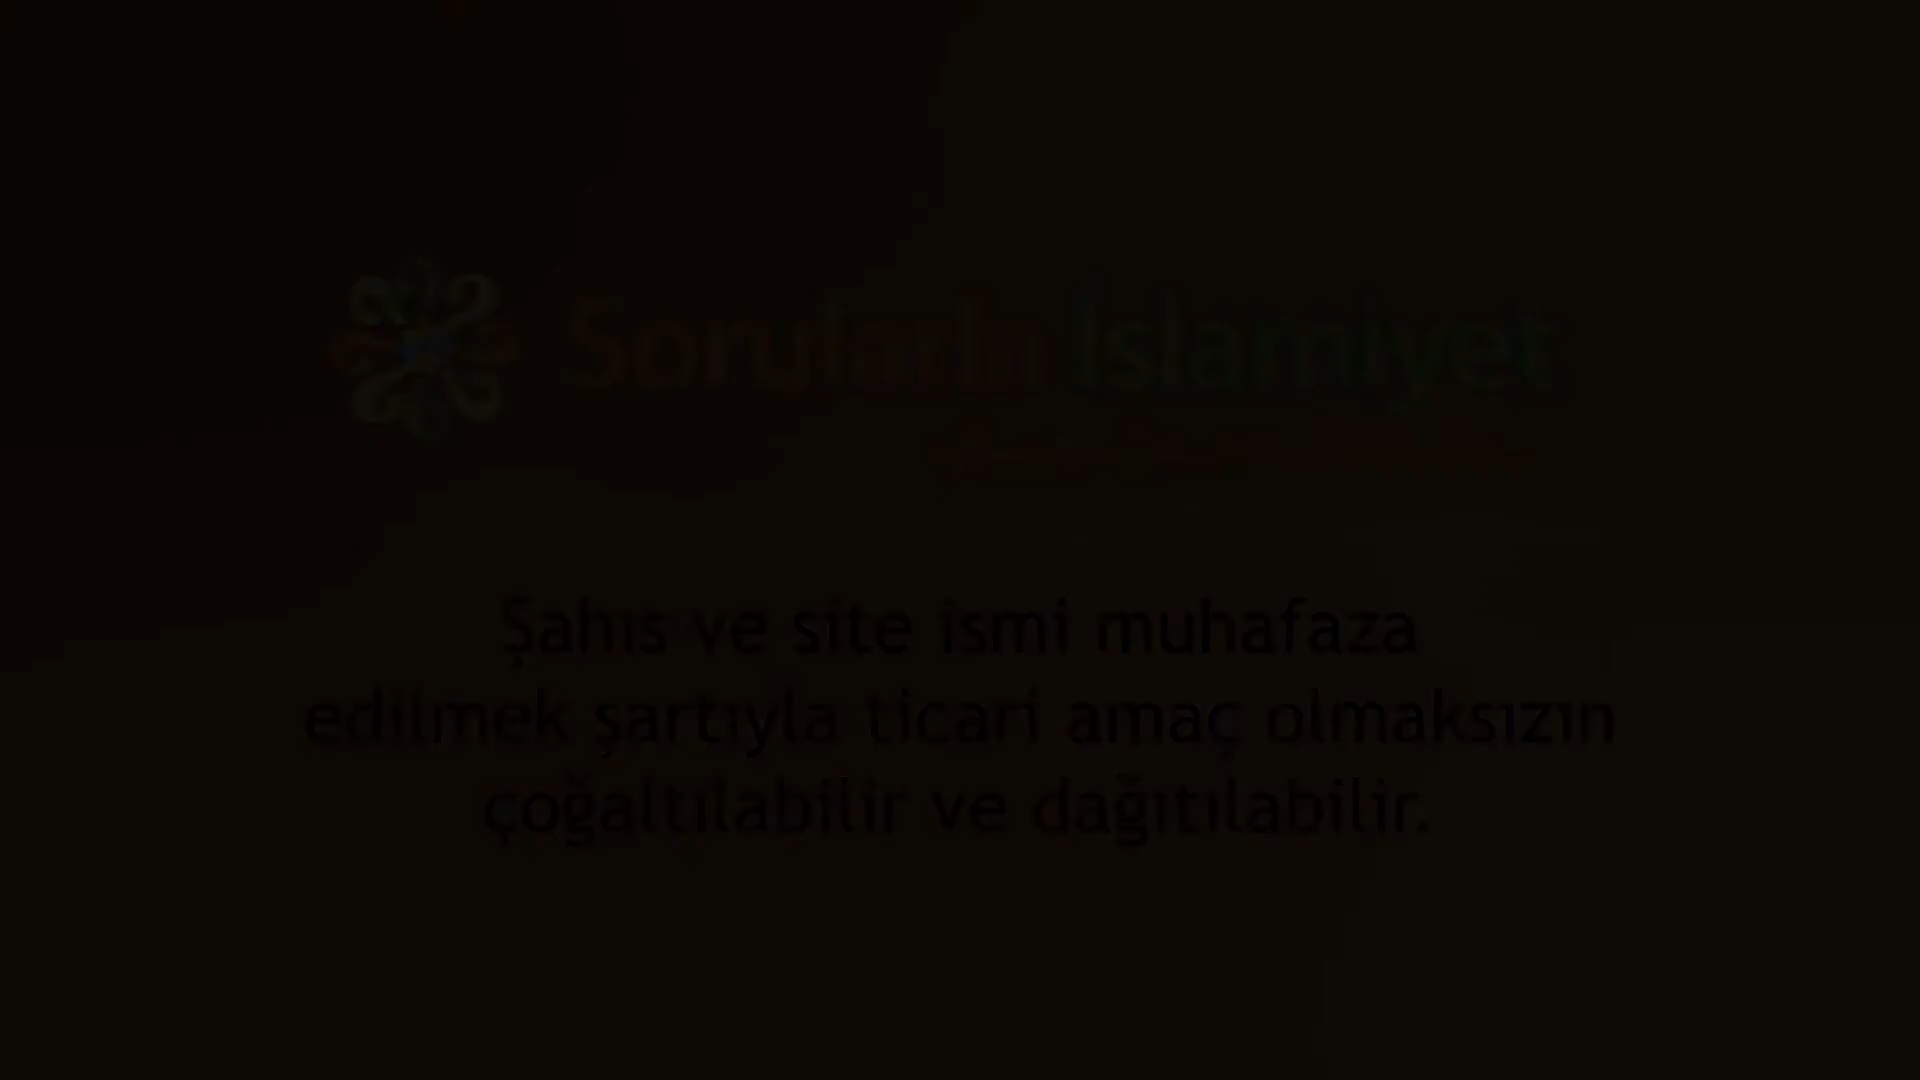 Sorularla İslamiyet
Şahıs ve site ismi muhafaza
edilmek şartıyla ticari amaç olmaksızın
çoğaltılabilir ve dağıtılabilir.